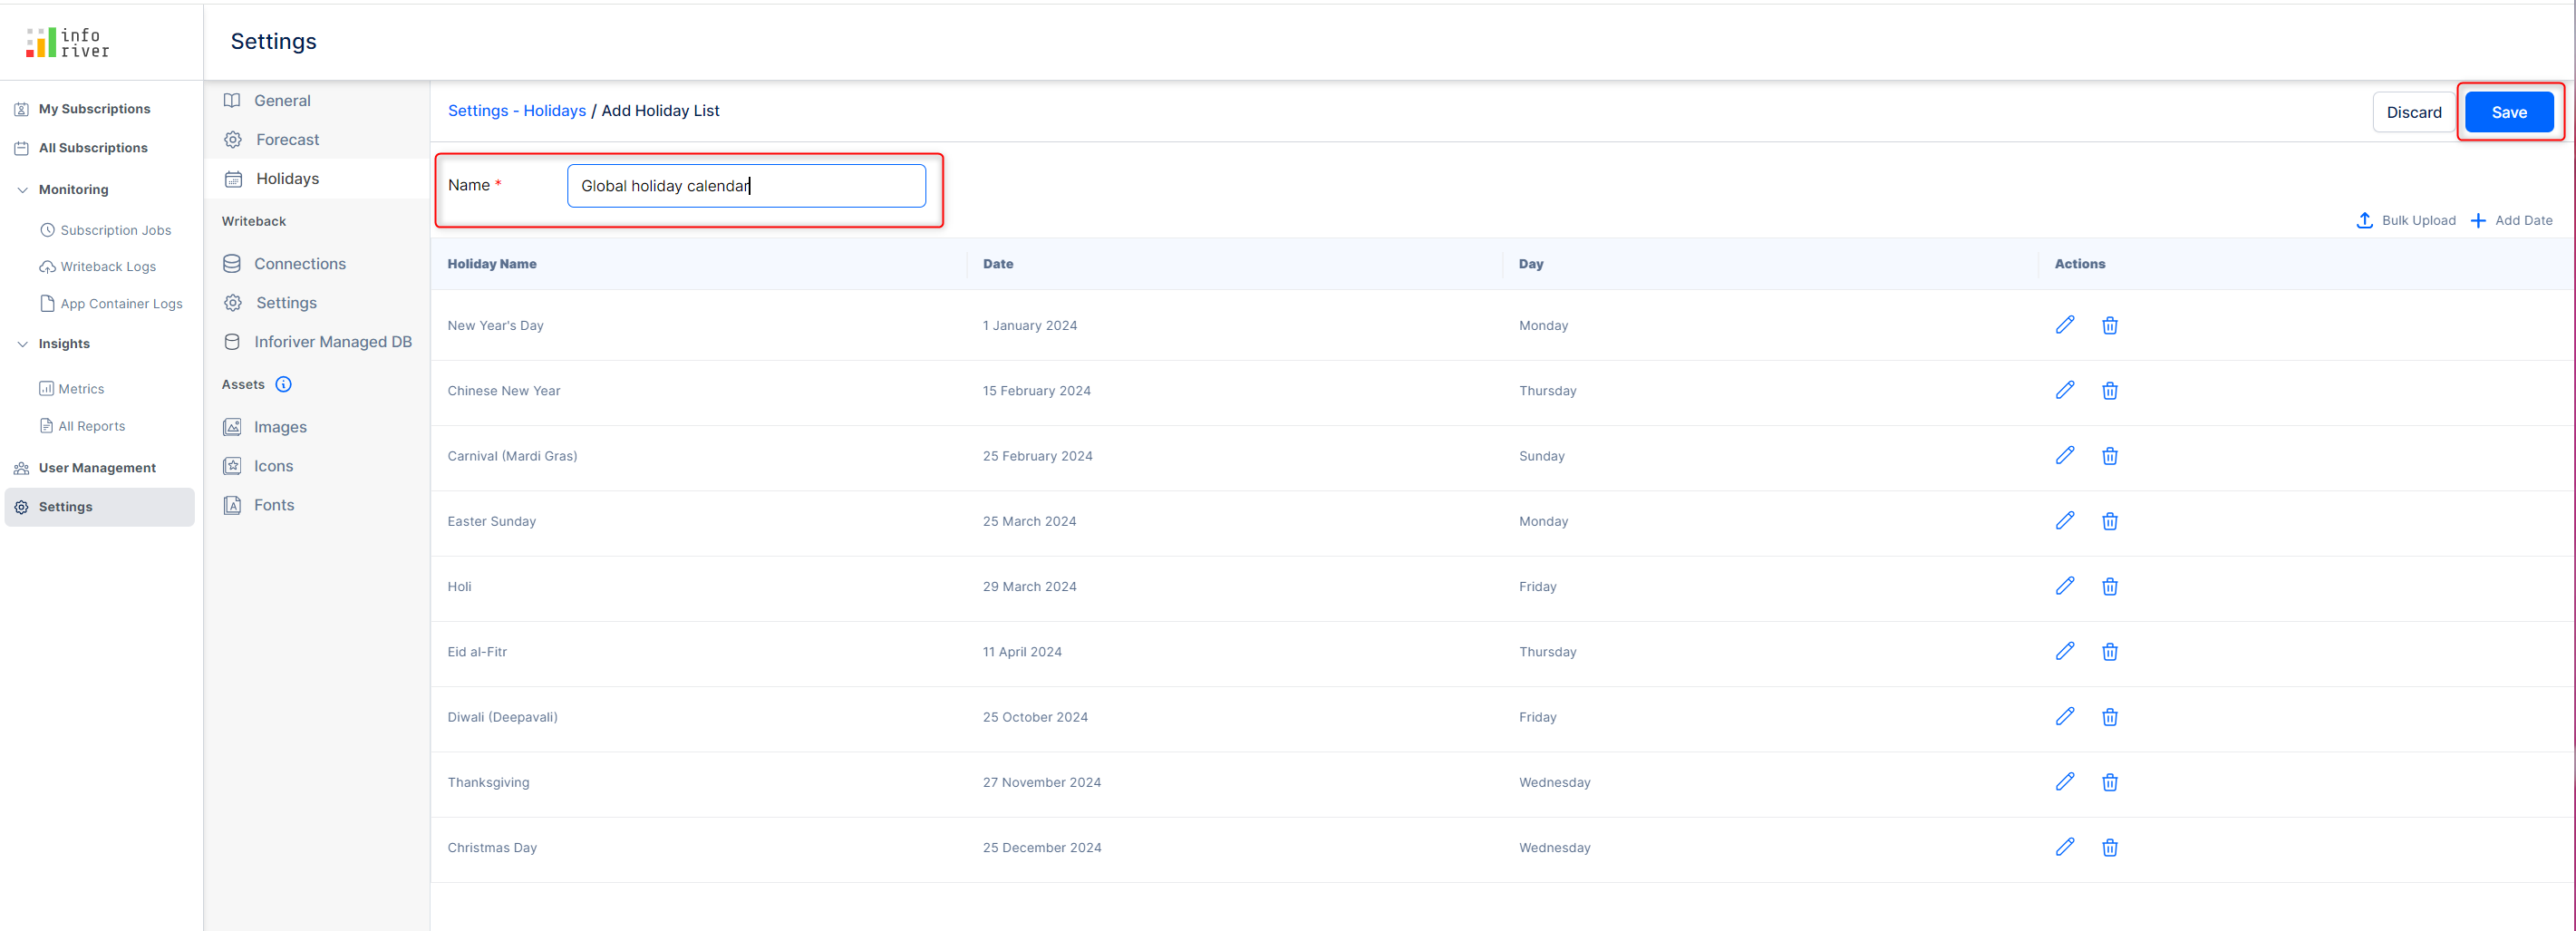 info
river
Settings
My Subscriptions
All Subscriptions
Monitoring
Subscription Jobs
Writeback Logs
App Container Logs
Insights
Metrics
All Reports
User Management
Settings
General
Forecast
Holidays
Writeback
Connections
Settings
Inforiver Managed DB
Assets
Images
Icons
Fonts
Settings - Holidays / Add Holiday List
Discard
Save
Name *
Global holiday calendar
Bulk Upload
Add Date
Holiday Name Date Day Actions
New Year's Day 1 January 2024 Monday
Chinese New Year 15 February 2024 Thursday
Carnival (Mardi Gras) 25 February 2024 Sunday
Easter Sunday 25 March 2024 Monday
Holi 29 March 2024 Friday
Eid al-Fitr 11 April 2024 Thursday
Diwali (Deepavali) 25 October 2024 Friday
Thanksgiving 27 November 2024 Wednesday
Christmas Day 25 December 2024 Wednesday